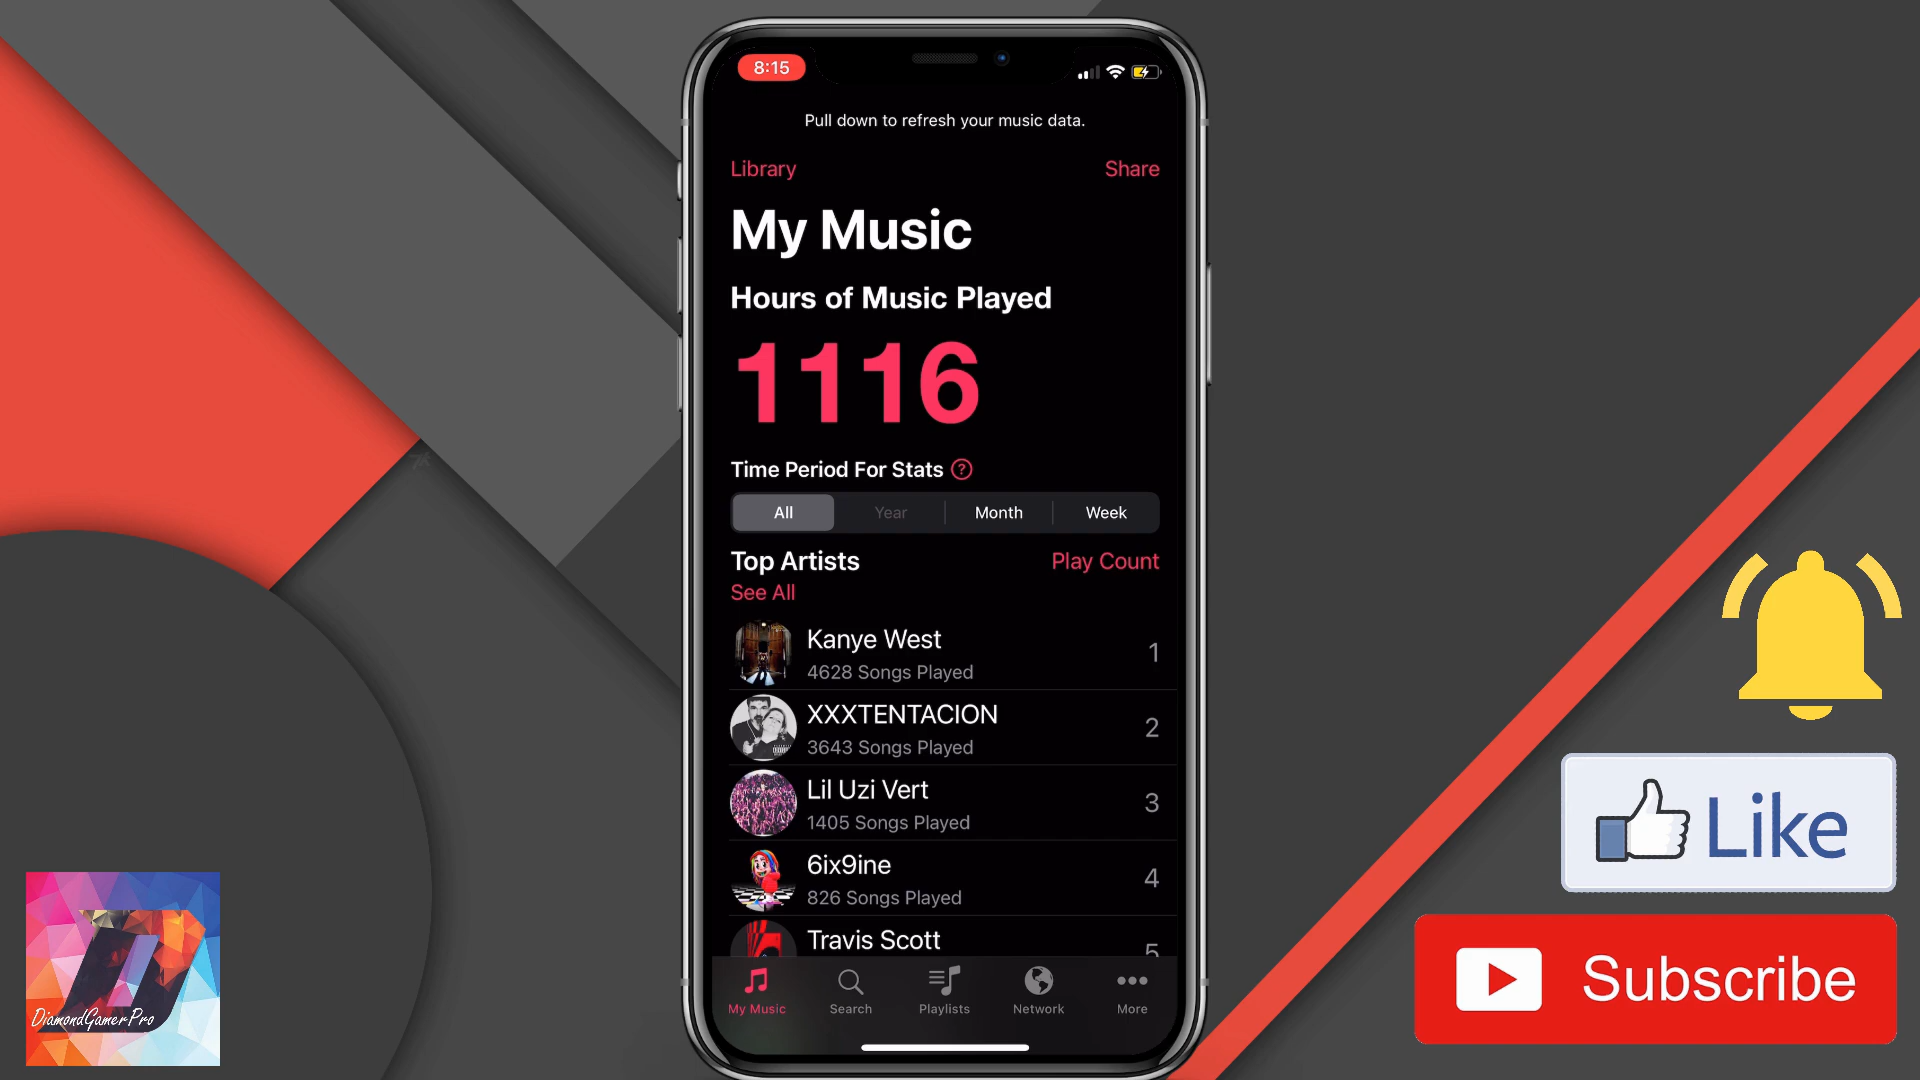 8:15
Pull down to refresh your music data.
Library Share
My Music
Hours of Music Played
1116
Time Period For Stats ?
All Year Month Week
Top Artists Play Count
See All
Kanye West
4628 Songs Played
1
XXXTENTACION
3643 Songs Played
2
Lil Uzi Vert
1405 Songs Played
3
6ix9ine
826 Songs Played
4
Travis Scott
5
My Music Search Playlists Network More
Like
Subscribe
DiamondGamerPro